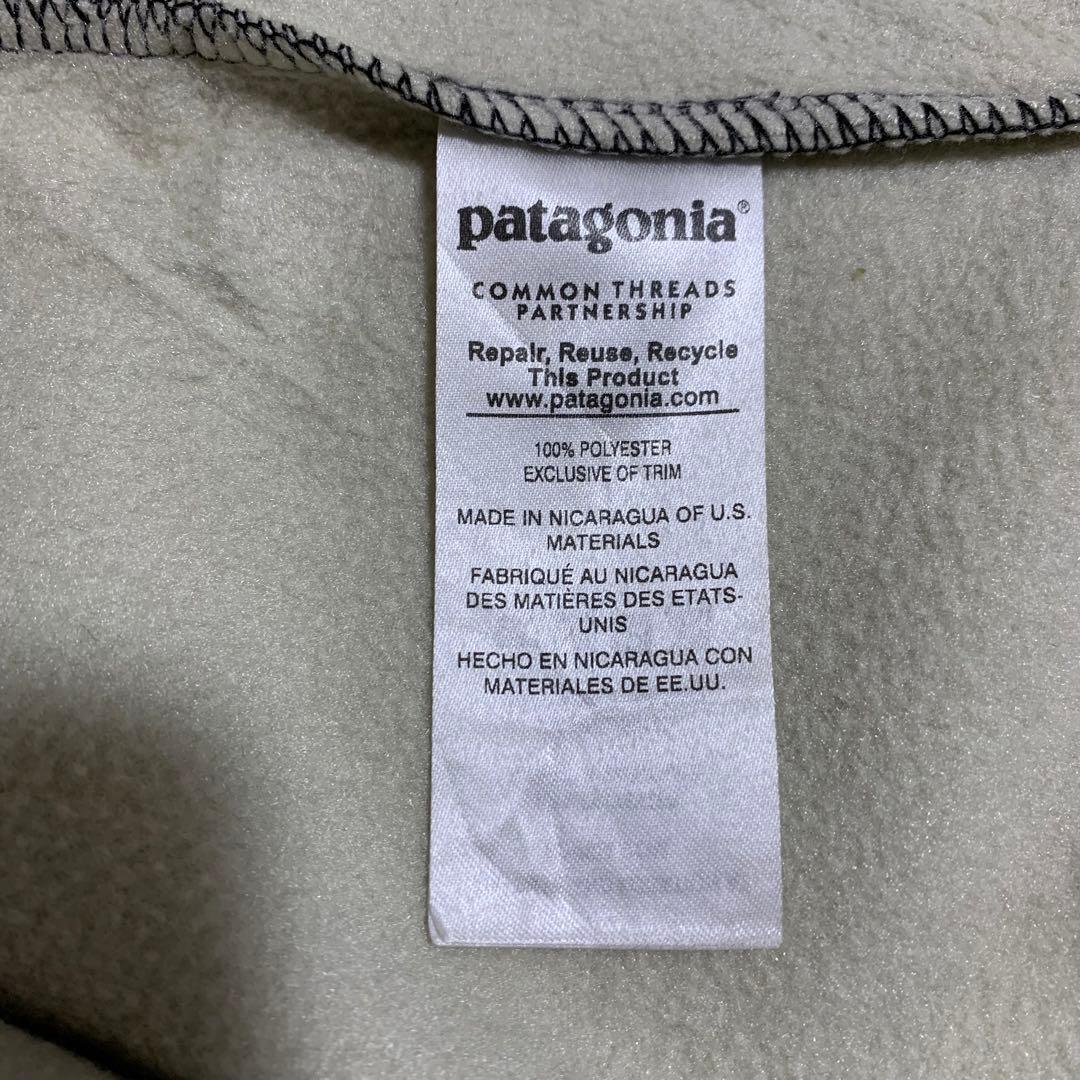 patagonia®
COMMON THREADS
PARTNERSHIP
Repair, Reuse, Recycle
This Product
www.patagonia.com
100% POLYESTER
EXCLUSIVE OF TRIM
MADE IN NICARAGUA OF U.S.
MATERIALS
FABRIQUÉ AU NICARAGUA
DES MATIÈRES DES ETATS-
UNIS
HECHO EN NICARAGUA CON
MATERIALES DE EE.UU.